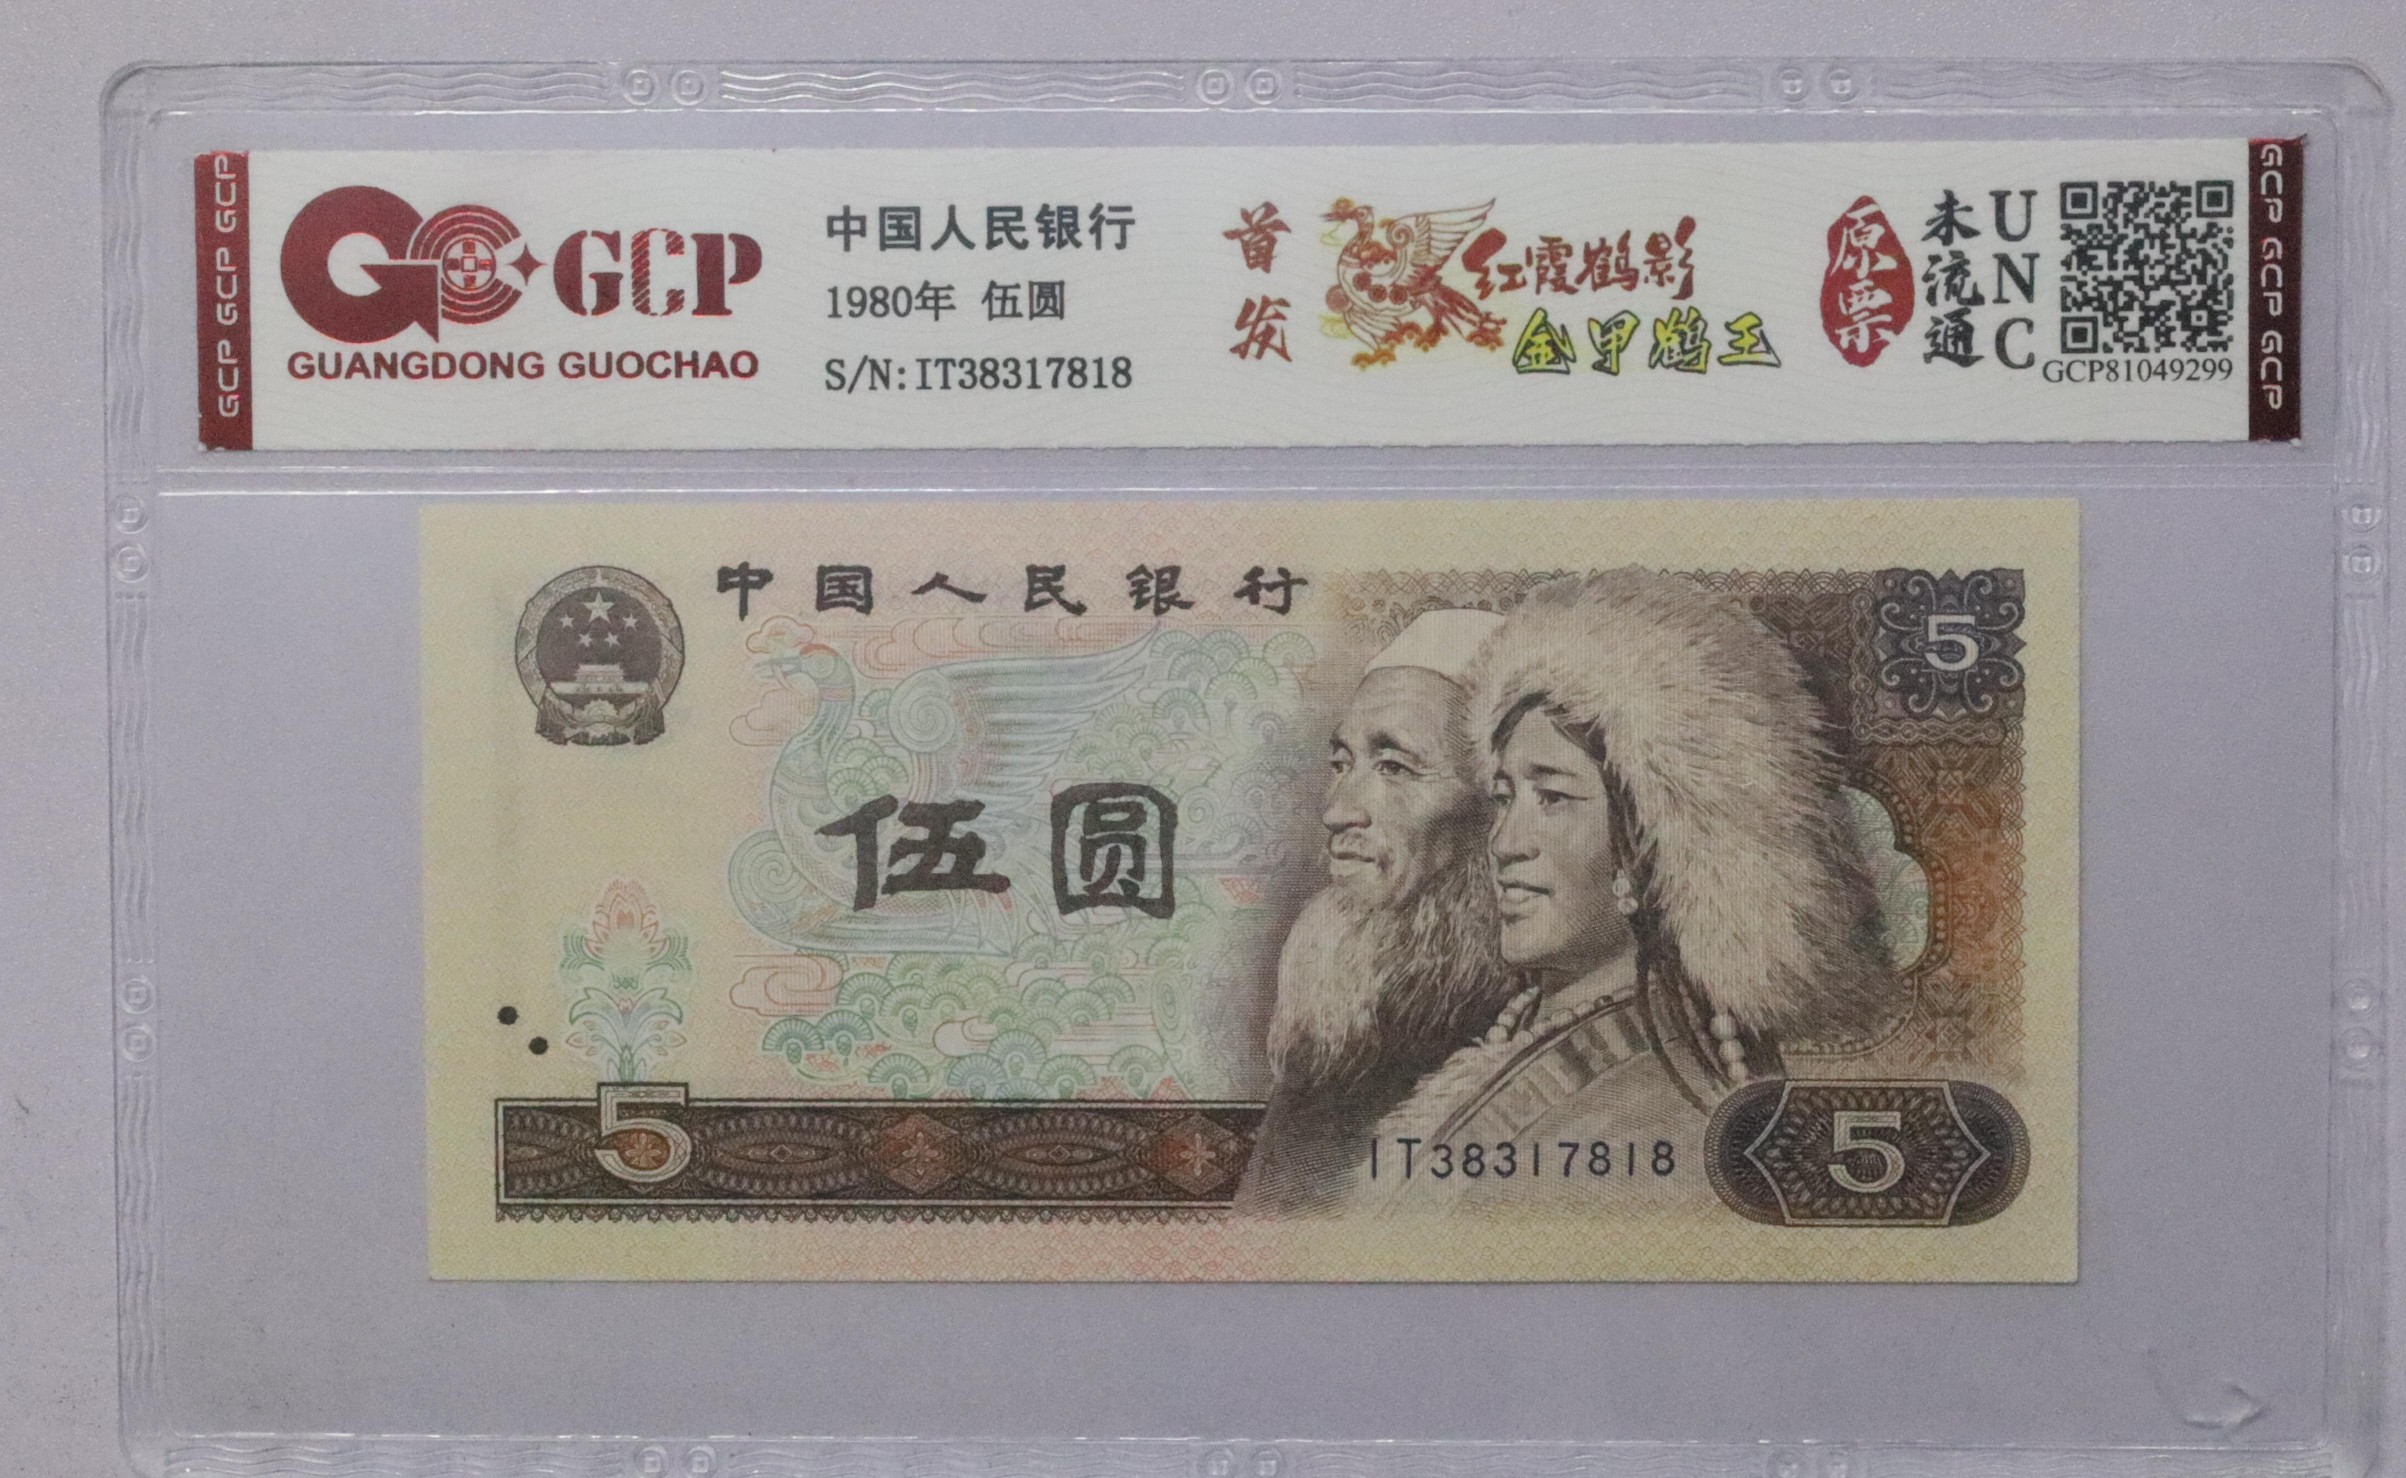 GCP GCP GCP
GCP
GUANGDONG GUOCHAO
中国人民银行
1980年 伍圆
S/N:IT38317818
首发
红霞鹤影
金甲鹤王
原票
未流通
UNC
GCP81049299
GCP GCP GCP
中国人民银行
5
伍圆
5
IT38317818
5